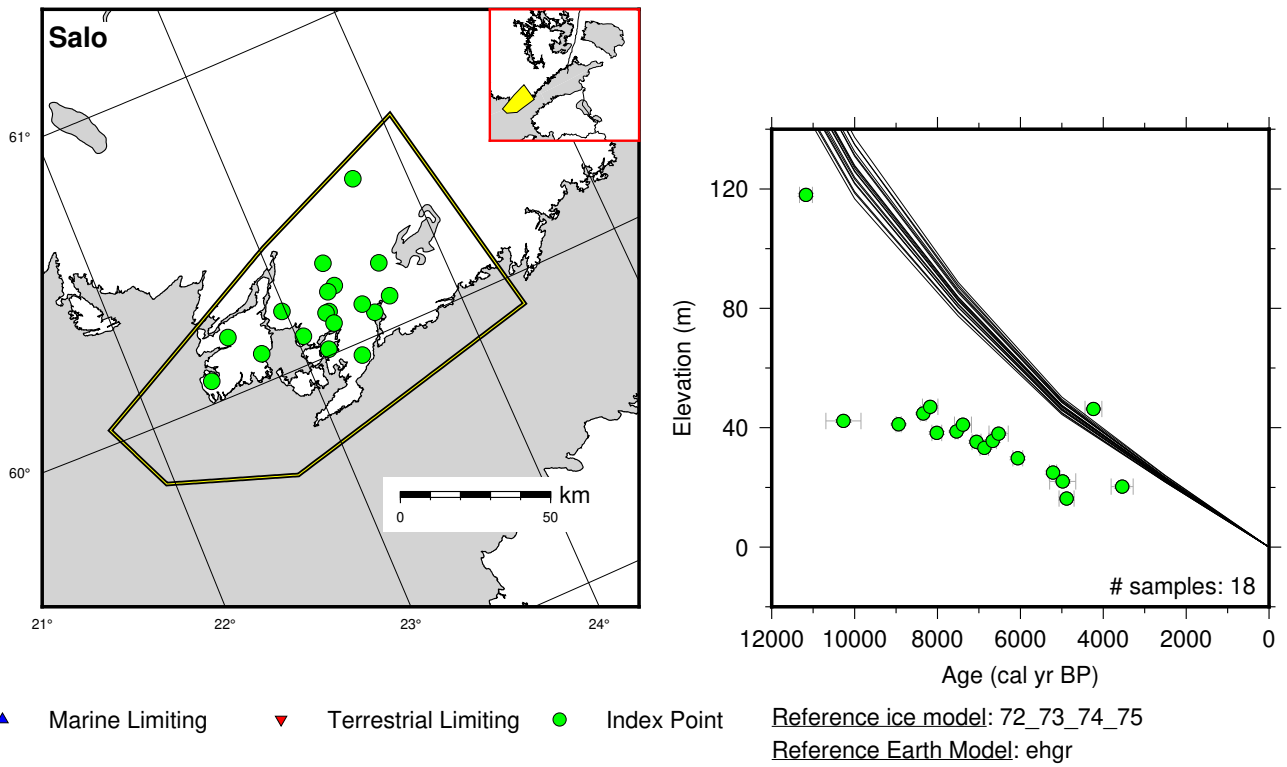 Salo
61°
60°
21°
22°
23°
24°
km
0
50
Elevation (m)
120
80
40
0
# samples: 18
12000
10000
8000
6000
4000
2000
0
Age (cal yr BP)
Marine Limiting
Terrestrial Limiting
Index Point
Reference ice model: 72_73_74_75
Reference Earth Model: ehgr